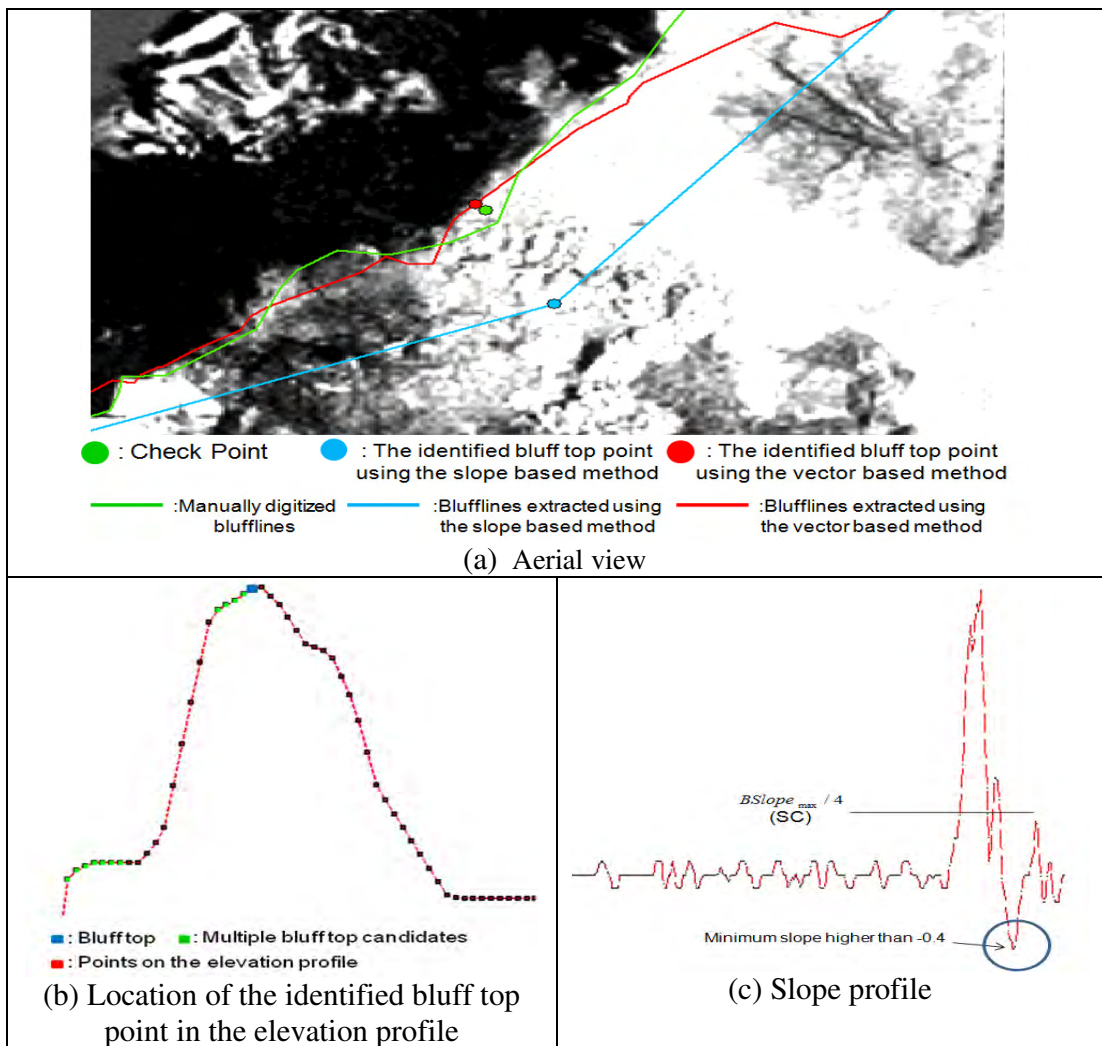 : Check Point
: The identified bluff top point
using the slope based method
: The identified bluff top point
using the vector based method
:Manually digitized
blufflines
:Blufflines extracted using
the slope based method
:Blufflines extracted using
the vector based method
(a) Aerial view
: Bluff top : Multiple bluff top candidates
: Points on the elevation profile
(b) Location of the identified bluff top
point in the elevation profile
BSlope max / 4
(SC)
Minimum slope higher than -0.4
(c) Slope profile